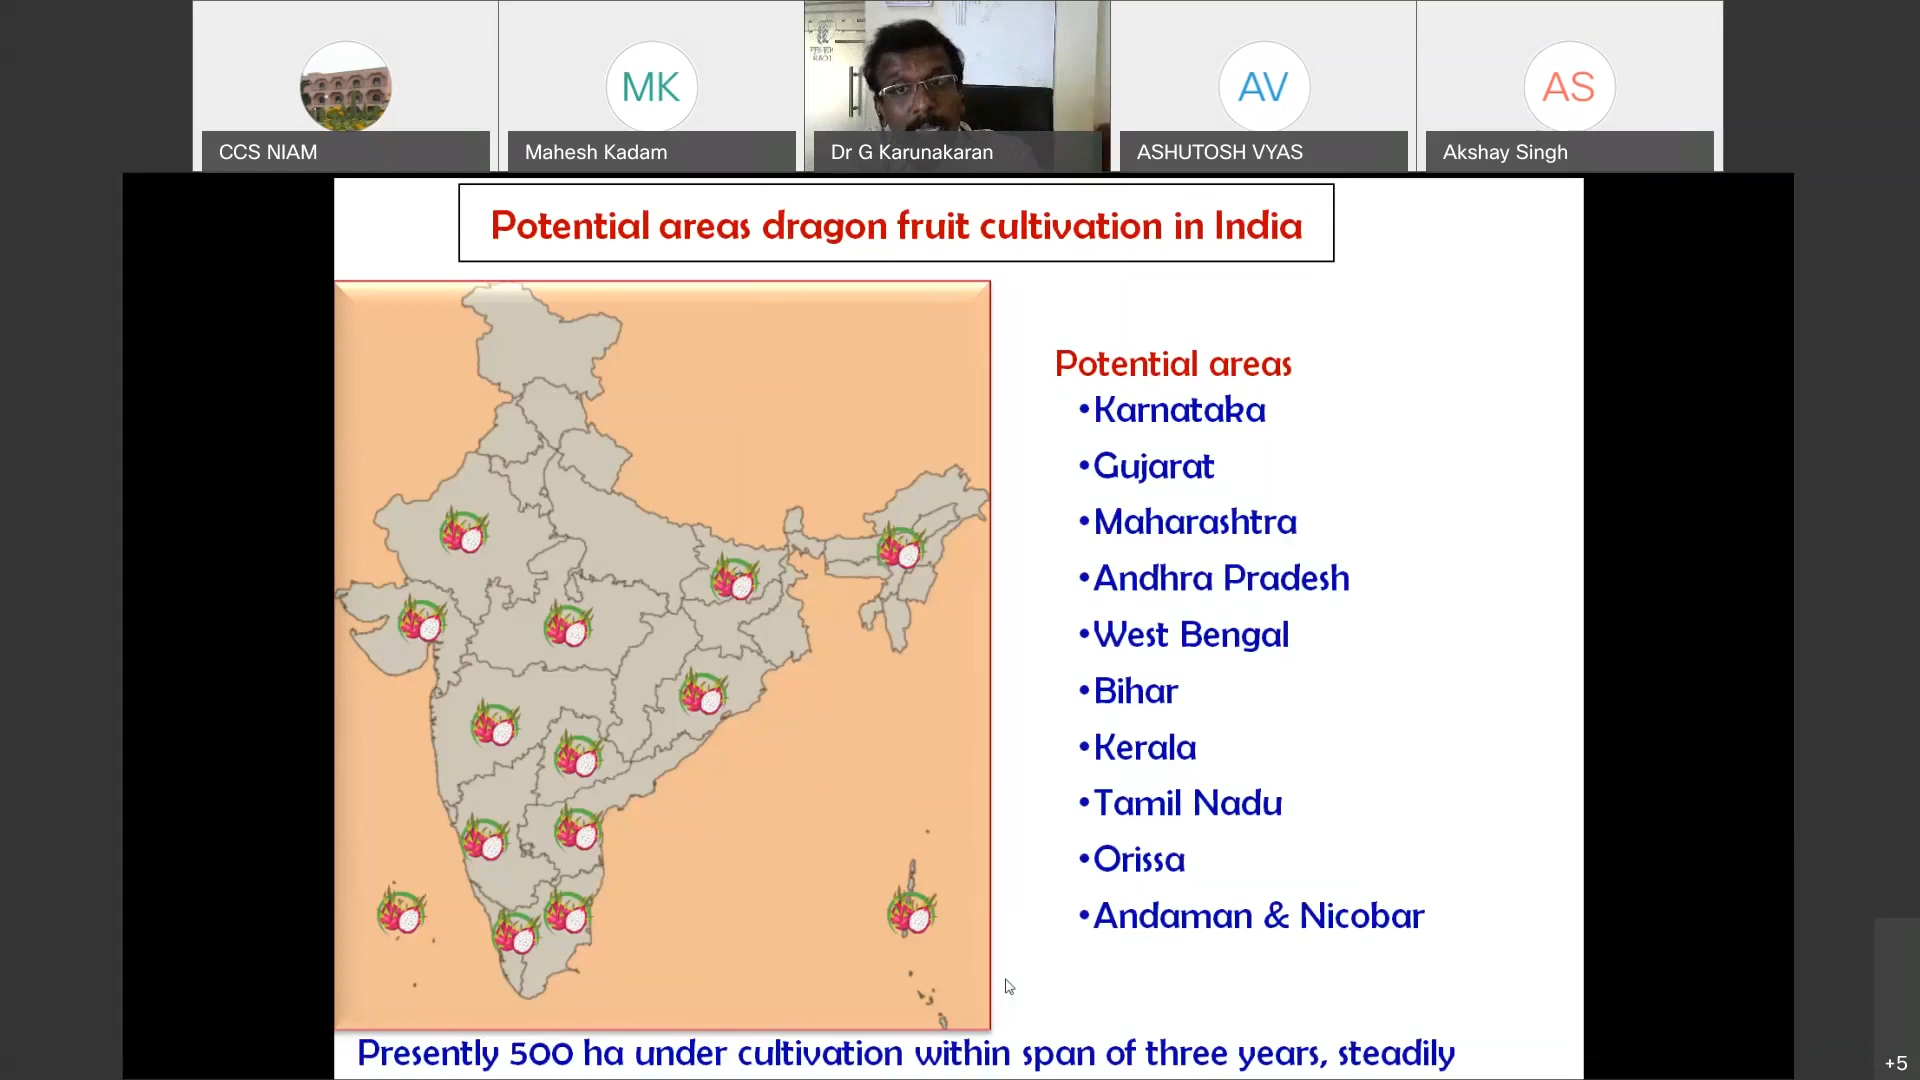 MK
AV
AS
CCS NIAM
Mahesh Kadam
Dr G Karunakaran
ASHUTOSH VYAS
Akshay Singh
Potential areas dragon fruit cultivation in India
Potential areas
•Karnataka
•Gujarat
•Maharashtra
•Andhra Pradesh
•West Bengal
•Bihar
•Kerala
•Tamil Nadu
•Orissa
•Andaman & Nicobar
Presently 500 ha under cultivation within span of three years, steadily
+5